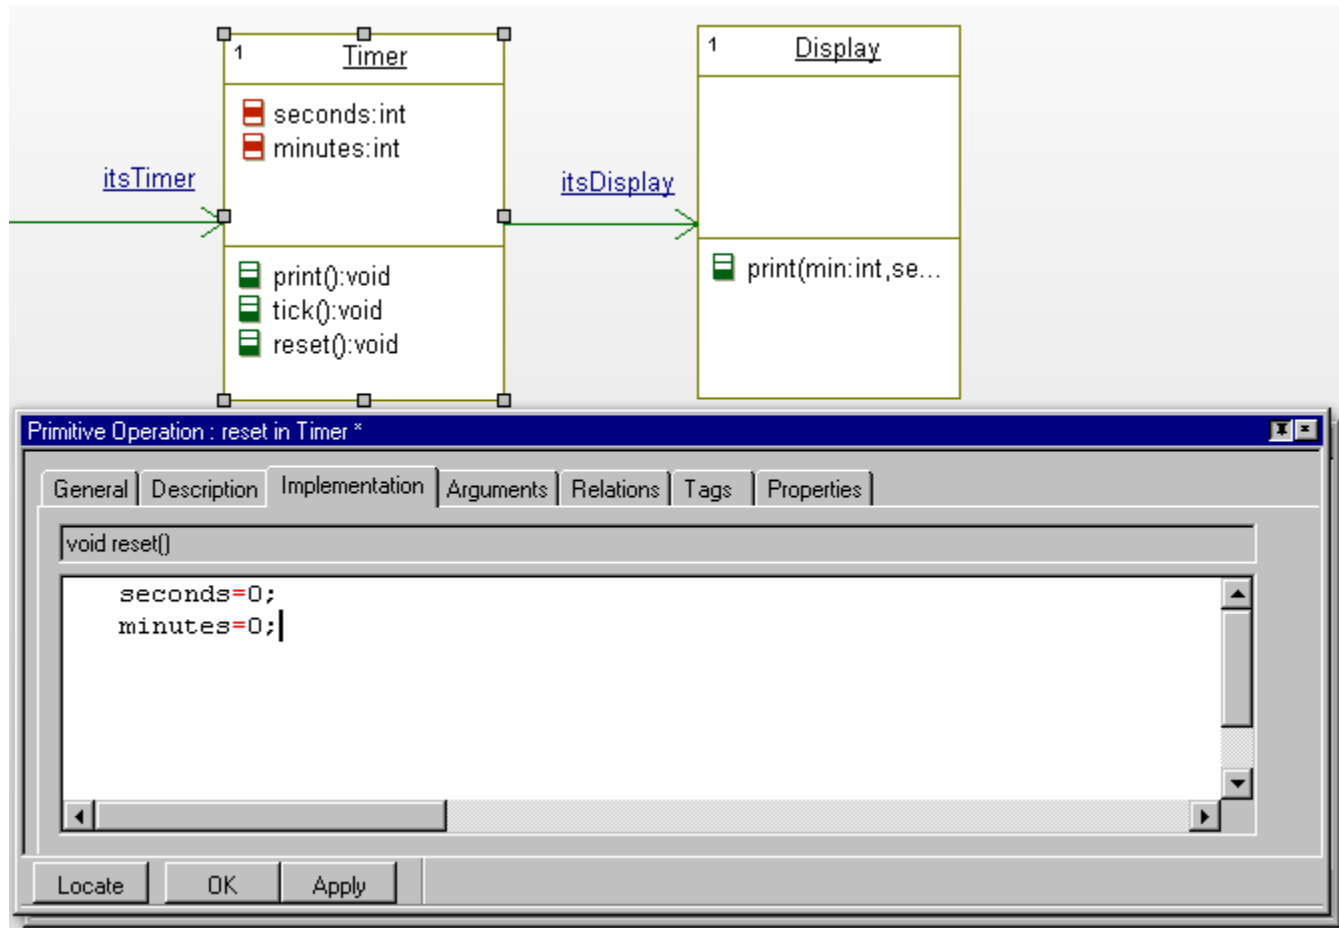 1 Timer
seconds:int
minutes:int
itsTimer
print():void
tick():void
reset():void
itsDisplay
1 Display
print(min:int,se...
Primitive Operation : reset in Timer *
General Description Implementation Arguments Relations Tags Properties
void reset()
seconds=0;
minutes=0;
Locate OK Apply